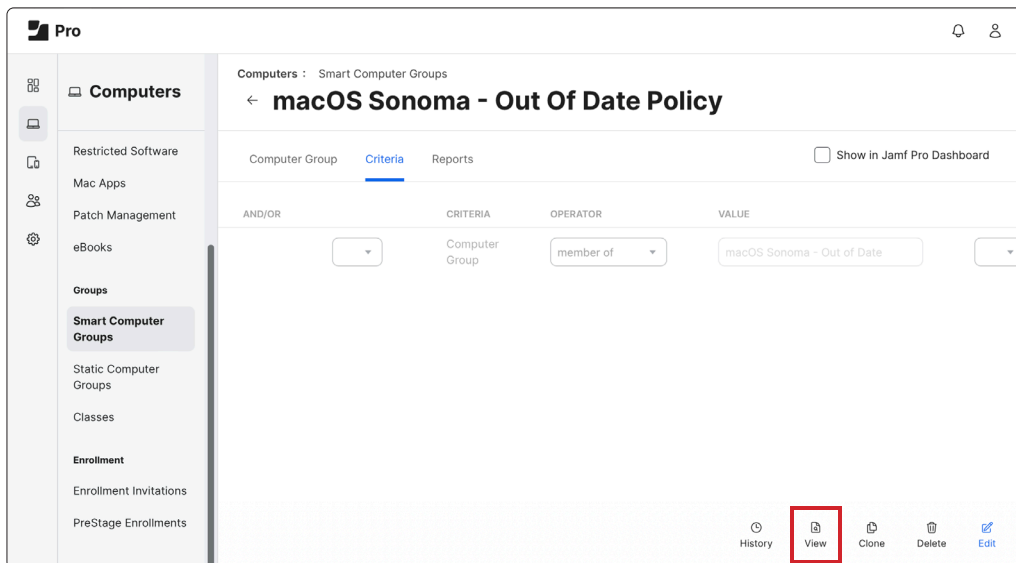 Pro
Computers
Restricted Software
Mac Apps
Patch Management
eBooks
Groups
Smart Computer
Groups
Static Computer
Groups
Classes
Enrollment
Enrollment Invitations
PreStage Enrollments
Computers : Smart Computer Groups
← macOS Sonoma - Out Of Date Policy
Computer Group Criteria Reports
Show in Jamf Pro Dashboard
AND/OR CRITERIA OPERATOR VALUE
Computer
Group
member of
macOS Sonoma - Out of Date
History View Clone Delete Edit